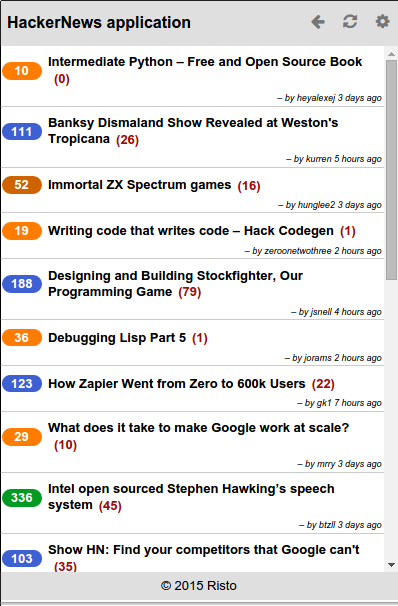 HackerNews application
10 Intermediate Python – Free and Open Source Book
(0)
– by heyalexej 3 days ago
111 Banksy Dismaland Show Revealed at Weston's
Tropicana (26)
– by kurren 5 hours ago
52 Immortal ZX Spectrum games (16)
– by hunglee2 3 days ago
19 Writing code that writes code – Hack Codegen (1)
– by zeroonetwothree 2 hours ago
188 Designing and Building Stockfighter, Our
Programming Game (79)
– by jsnell 4 hours ago
36 Debugging Lisp Part 5 (1)
– by jorams 2 hours ago
123 How Zapier Went from Zero to 600k Users (22)
– by gk1 7 hours ago
29 What does it take to make Google work at scale?
(10)
– by mrry 3 days ago
336 Intel open sourced Stephen Hawking's speech
system (45)
– by btzll 3 days ago
103 Show HN: Find your competitors that Google can't
(35)
© 2015 Risto